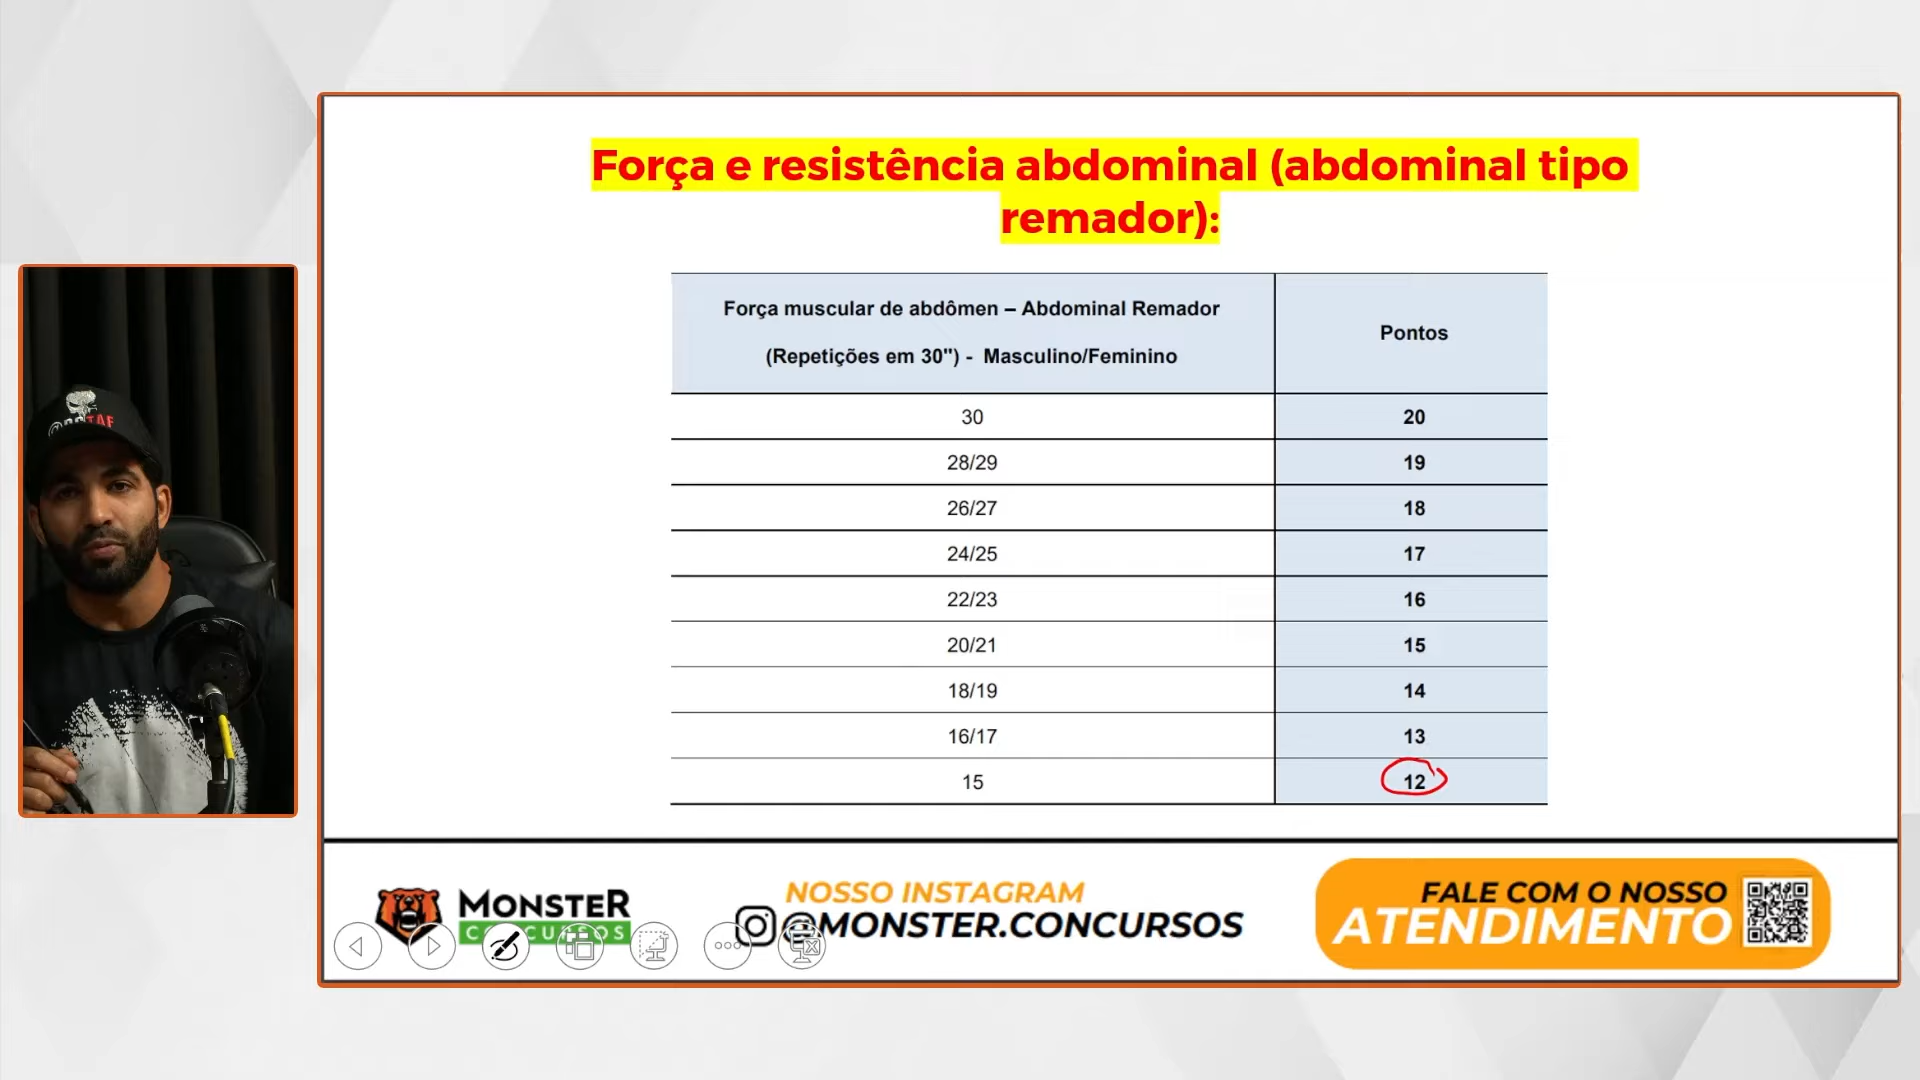 Força e resistência abdominal (abdominal tipo
remador):
Força muscular de abdômen – Abdominal Remador
(Repetições em 30") - Masculino/Feminino
Pontos
30
20
28/29
19
26/27
18
24/25
17
22/23
16
20/21
15
18/19
14
16/17
13
15
12
MONSTER
CONCURSOS
NOSSO INSTAGRAM
@MONSTER.CONCURSOS
FALE COM O NOSSO
ATENDIMENTO